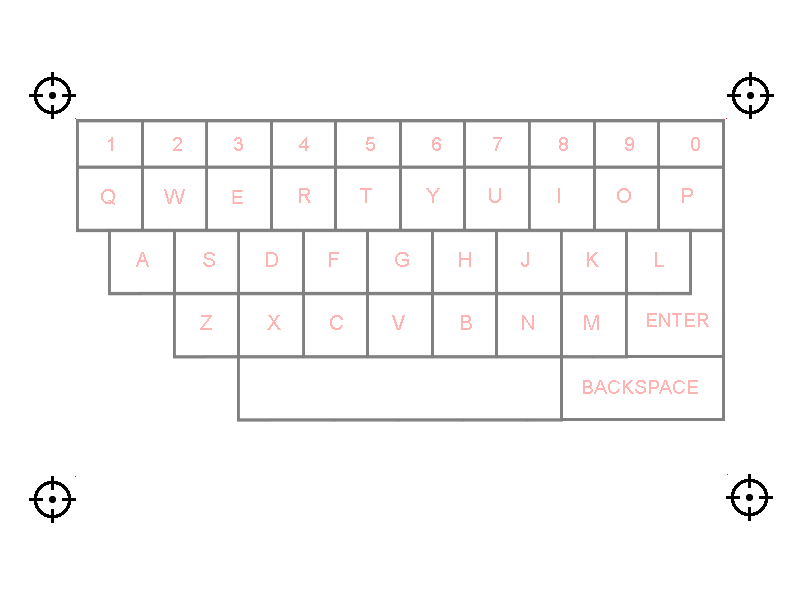 1 2 3 4 5 6 7 8 9 0
Q W E R T Y U I O P
A S D F G H J K L
Z X C V B N M ENTER
BACKSPACE